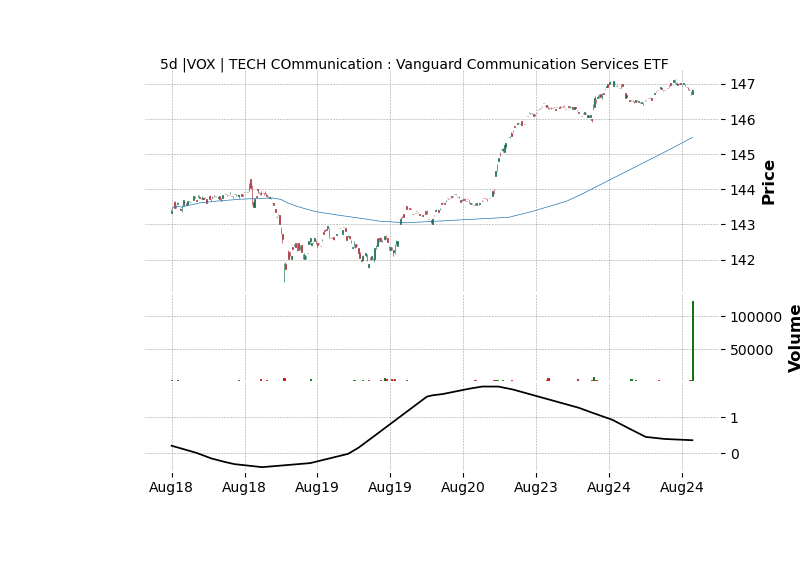 5d |VOX | TECH COmmunication : Vanguard Communication Services ETF
147
146
145
144
143
142
Price
100000
50000
Volume
1
0
Aug18 Aug18 Aug19 Aug19 Aug20 Aug23 Aug24 Aug24